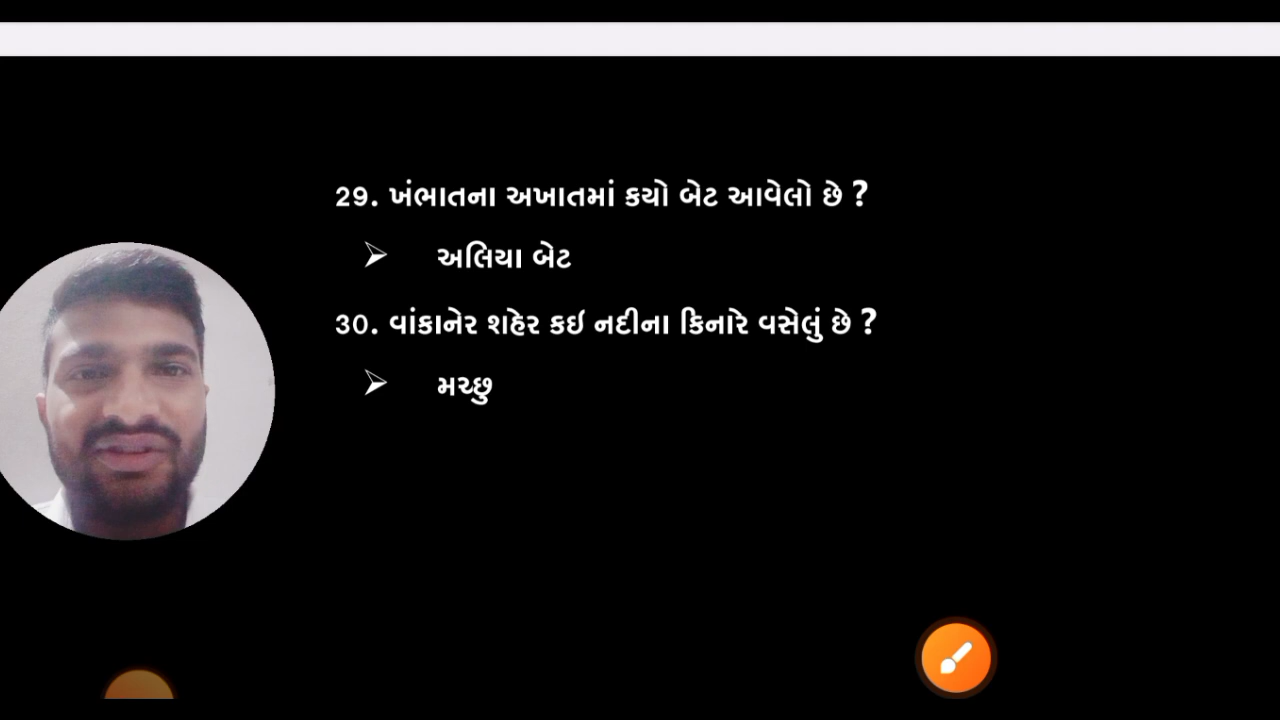 29. ખંભાતના અખાતમાં કયો બેટ આવેલો છે ?
➢ અલિયા બેટ
30. વાંકાનેર શહેર કઇ નદીના કિનારે વસેલું છે ?
➢ મચ્છુ